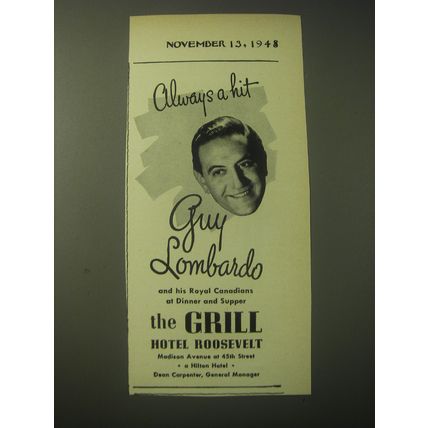 NOVEMBER 13, 1948
Always a hit
Guy
Lombardo
and his Royal Canadians
at Dinner and Supper
the GRILL
HOTEL ROOSEVELT
Madison Avenue at 45th Street
• a Hilton Hotel •
Dean Carpenter, General Manager